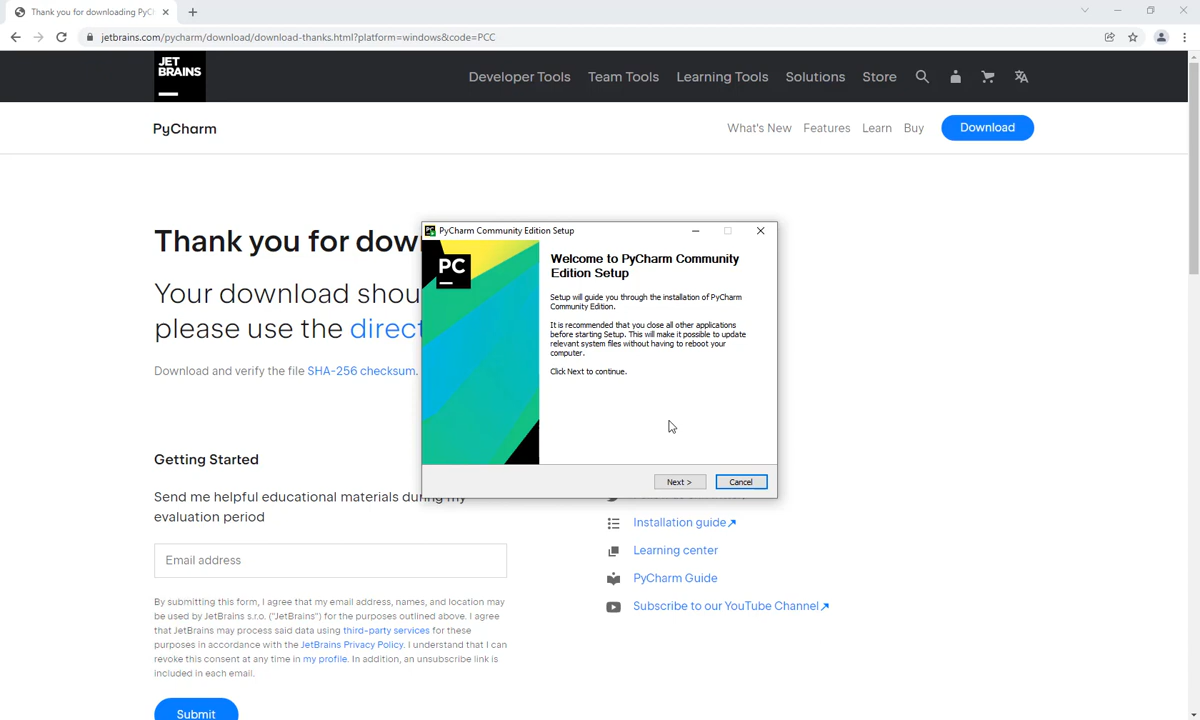 Thank you for downloading PyC
jetbrains.com/pycharm/download/download-thanks.html?platform=windows&code=PCC
JET
BRAINS
Developer Tools
Team Tools
Learning Tools
Solutions
Store
PyCharm
What's New
Features
Learn
Buy
Download
Thank you for dow
Your download shou
please use the direct
Download and verify the file SHA-256 checksum.
PC PyCharm Community Edition Setup
PC
Welcome to PyCharm Community
Edition Setup
Setup will guide you through the installation of PyCharm
Community Edition.
It is recommended that you close all other applications
before starting Setup. This will make it possible to update
relevant system files without having to reboot your
computer.
Click Next to continue.
Next >
Cancel
Getting Started
Send me helpful educational materials during my
evaluation period
Email address
By submitting this form, I agree that my email address, names, and location may
be used by JetBrains s.r.o. ("JetBrains") for the purposes outlined above. I agree
that JetBrains may process said data using third-party services for these
purposes in accordance with the JetBrains Privacy Policy. I understand that I can
revoke this consent at any time in my profile. In addition, an unsubscribe link is
included in each email.
Submit
Installation guide↗
Learning center
PyCharm Guide
Subscribe to our YouTube Channel↗